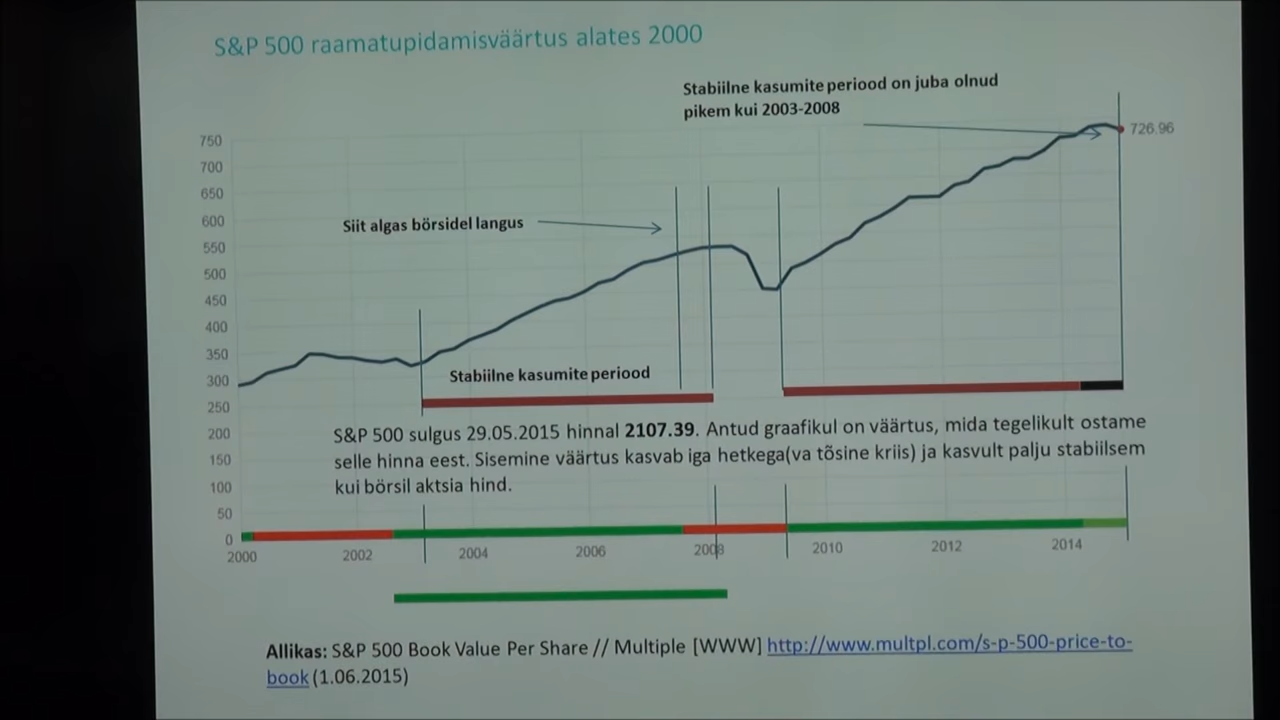 S&P 500 raamatupidamisväärtus alates 2000
Stabiilne kasumite periood on juba olnud
pikem kui 2003-2008
726.96
750
700
650
600
Siit algas börsidel langus
550
500
450
400
350
300
Stabiilne kasumite periood
250
S&P 500 sulgus 29.05.2015 hinnal 2107.39. Antud graafikul on väärtus, mida tegelikult ostame
selle hinna eest. Sisemine väärtus kasvab iga hetkega(va tõsine kriis) ja kasvult palju stabiilsem
kui börsil aktsia hind.
200
150
100
50
0
2000 2002 2004 2006 2008 2010 2012 2014
Allikas: S&P 500 Book Value Per Share // Multiple [WWW] http://www.multpl.com/s-p-500-price-to-
book (1.06.2015)